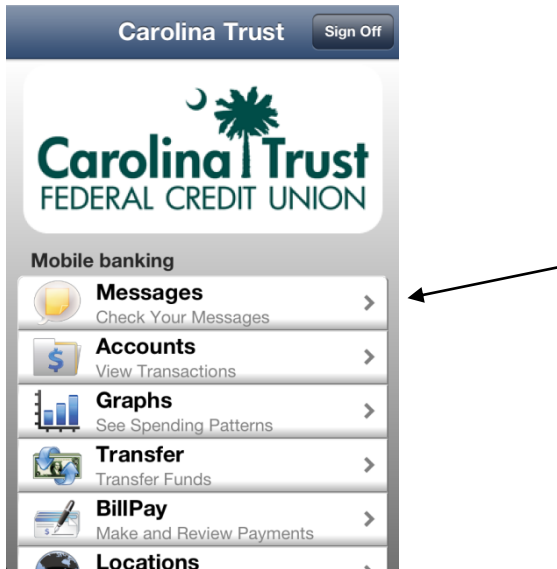 Carolina Trust
Sign Off
Carolina Trust
FEDERAL CREDIT UNION
Mobile banking
Messages
Check Your Messages
Accounts
View Transactions
Graphs
See Spending Patterns
Transfer
Transfer Funds
BillPay
Make and Review Payments
Locations